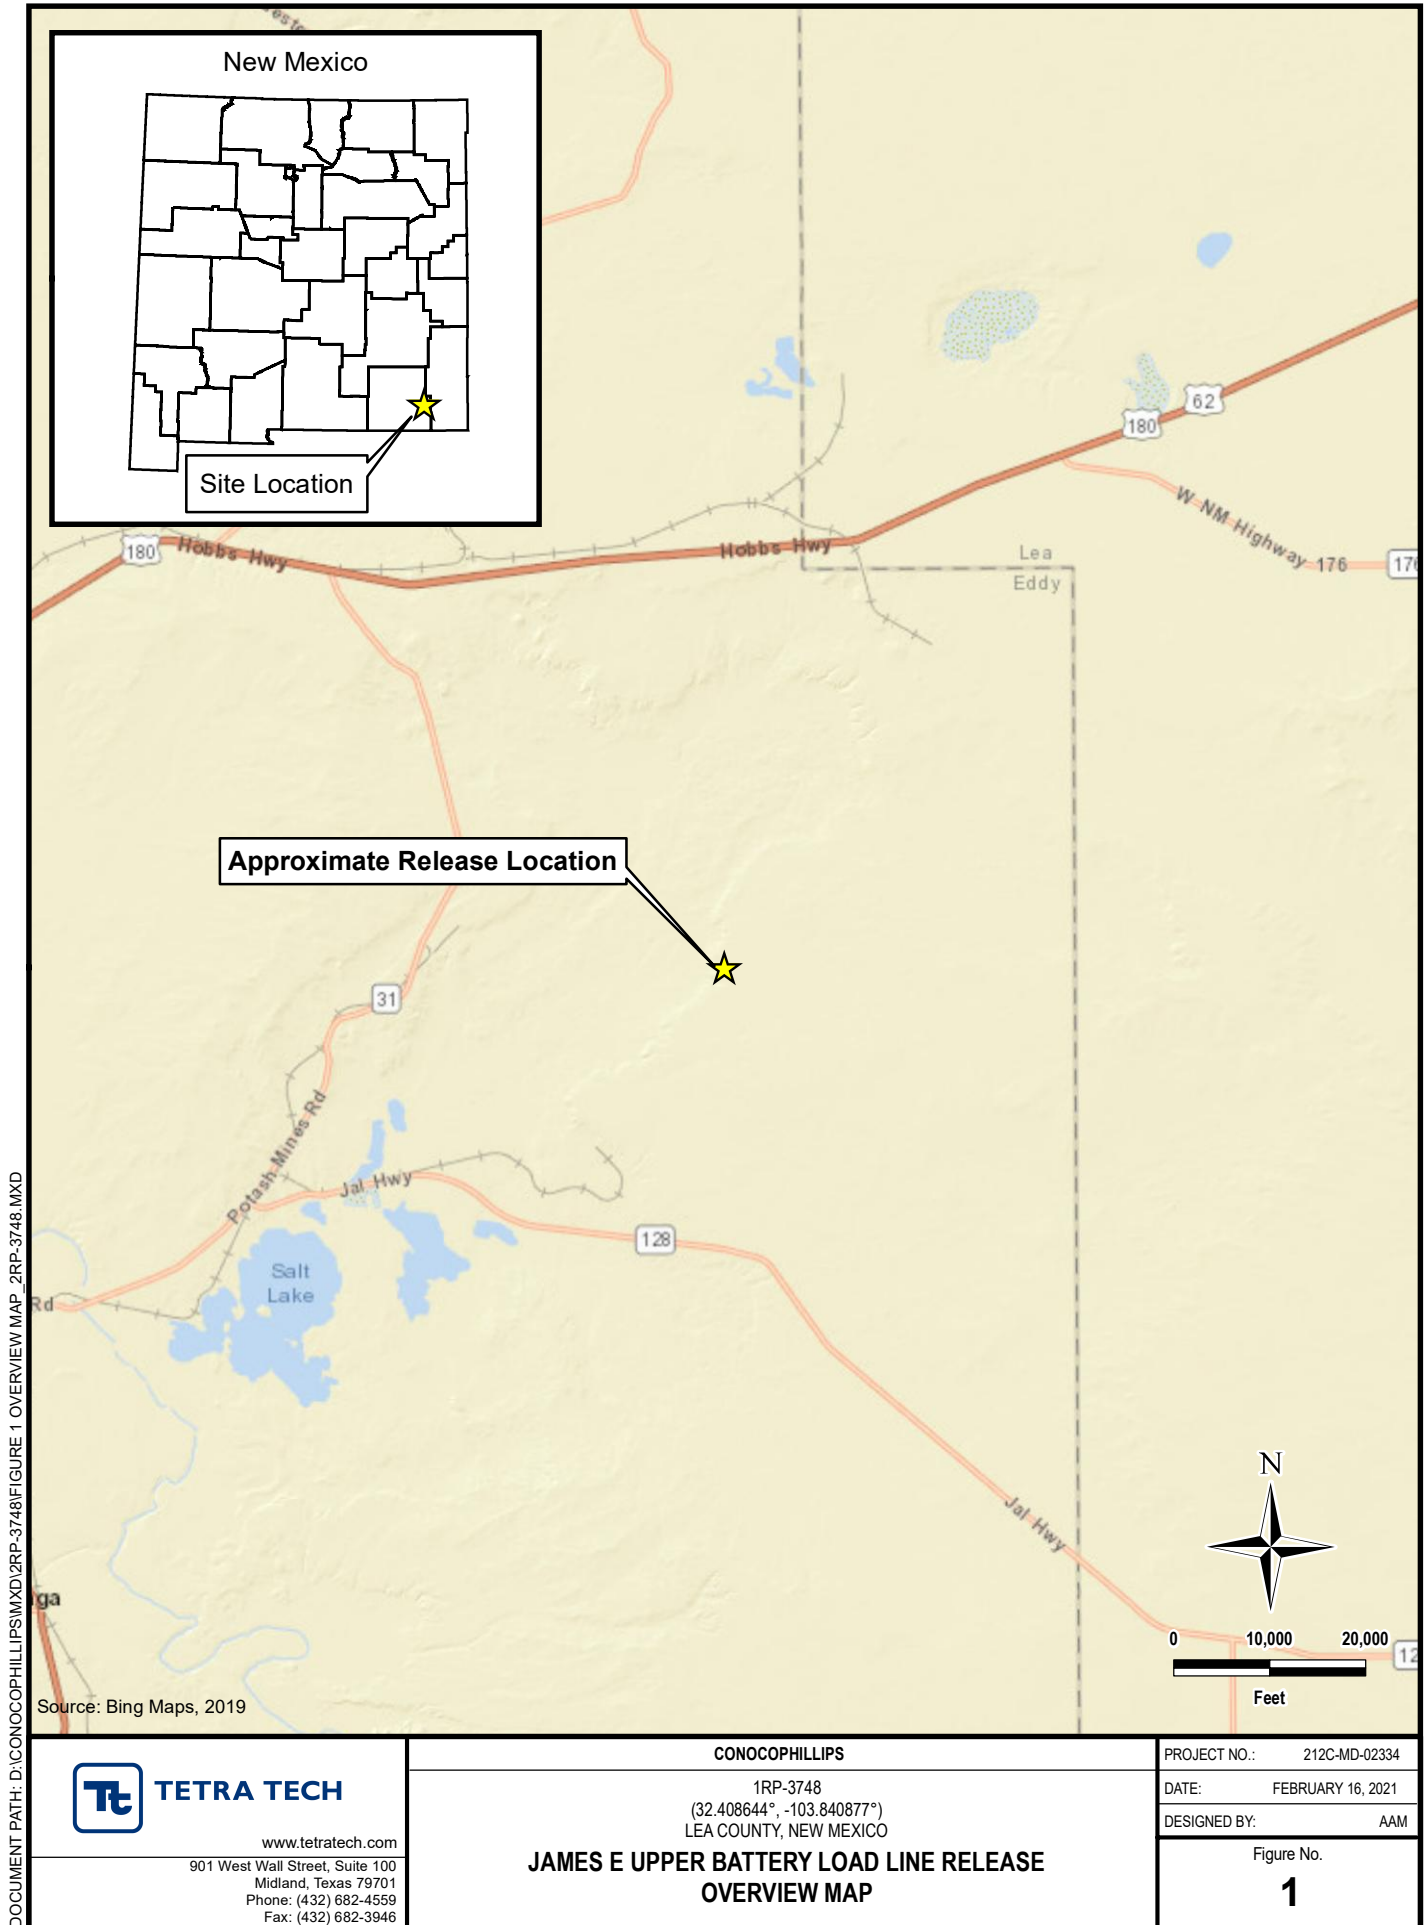 New Mexico
Site Location
180
Hobbs Hwy
Hobbs Hwy
62
180
W NM Highway 176
Lea
Eddy
Approximate Release Location
31
Potash Mines Rd
Jal Hwy
128
Salt
Lake
Rd
Jal Hwy
ga
N
0 10,000 20,000
Feet
Source: Bing Maps, 2019
DOCUMENT PATH: D:\CONOCOPHILLIPS\MXD\2RP-3748\FIGURE 1 OVERVIEW MAP_2RP-3748.MXD
Tt TETRA TECH
www.tetratech.com
901 West Wall Street, Suite 100
Midland, Texas 79701
Phone: (432) 682-4559
Fax: (432) 682-3946
CONOCOPHILLIPS
1RP-3748
(32.408644°, -103.840877°)
LEA COUNTY, NEW MEXICO
JAMES E UPPER BATTERY LOAD LINE RELEASE
OVERVIEW MAP
PROJECT NO.: 212C-MD-02334
DATE: FEBRUARY 16, 2021
DESIGNED BY: AAM
Figure No.
1